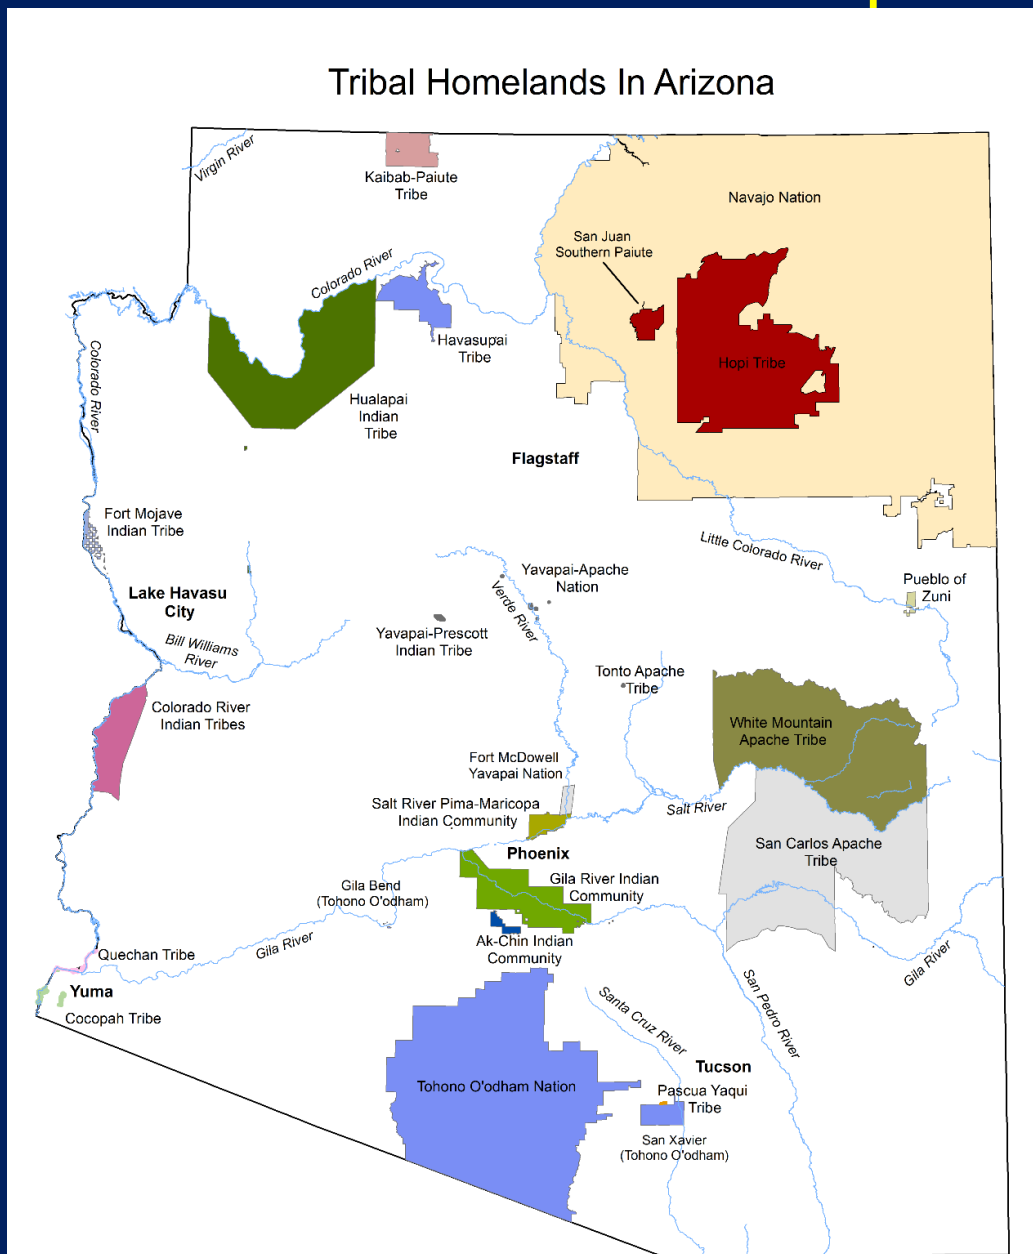 Tribal Homelands In Arizona
Virgin River
Kaibab-Paiute
Tribe
Navajo Nation
San Juan
Southern Paiute
Colorado River
Havasupai
Tribe
Hopi Tribe
Colorado River
Hualapai
Indian
Tribe
Flagstaff
Fort Mojave
Indian Tribe
Little Colorado River
Yavapai-Apache
Nation
Pueblo of
Zuni
Lake Havasu
City
Verde River
Yavapai-Prescott
Indian Tribe
Bill Williams
River
Tonto Apache
Tribe
Colorado River
Indian Tribes
White Mountain
Apache Tribe
Fort McDowell
Yavapai Nation
Salt River Pima-Maricopa
Indian Community
Salt River
San Carlos Apache
Tribe
Phoenix
Gila River Indian
Community
Gila Bend
(Tohono O'odham)
Ak-Chin Indian
Community
Gila River
Quechan Tribe
Gila River
Yuma
Cocopah Tribe
Santa Cruz River
San Pedro River
Tucson
Tohono O'odham Nation
Pascua Yaqui
Tribe
San Xavier
(Tohono O'odham)